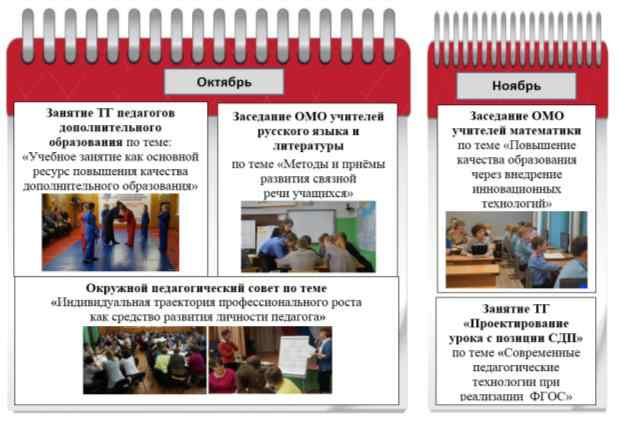 Октябрь
Занятие ТГ педагогов
дополнительного
образования по теме:
«Учебное занятие как основной
ресурс повышения качества
дополнительного образования»
Заседание ОМО учителей
русского языка и
литературы
по теме «Методы и приёмы
развития связной
речи учащихся»
Окружной педагогический совет по теме
«Индивидуальная траектория профессионального роста
как средство развития личности педагога»
Ноябрь
Заседание ОМО
учителей математики
по теме «Повышение
качества образования
через внедрение
инновационных
технологий»
Занятие ТГ
«Проектирование
урока с позиции СДП»
по теме «Современные
педагогические
технологии при
реализации ФГОС»